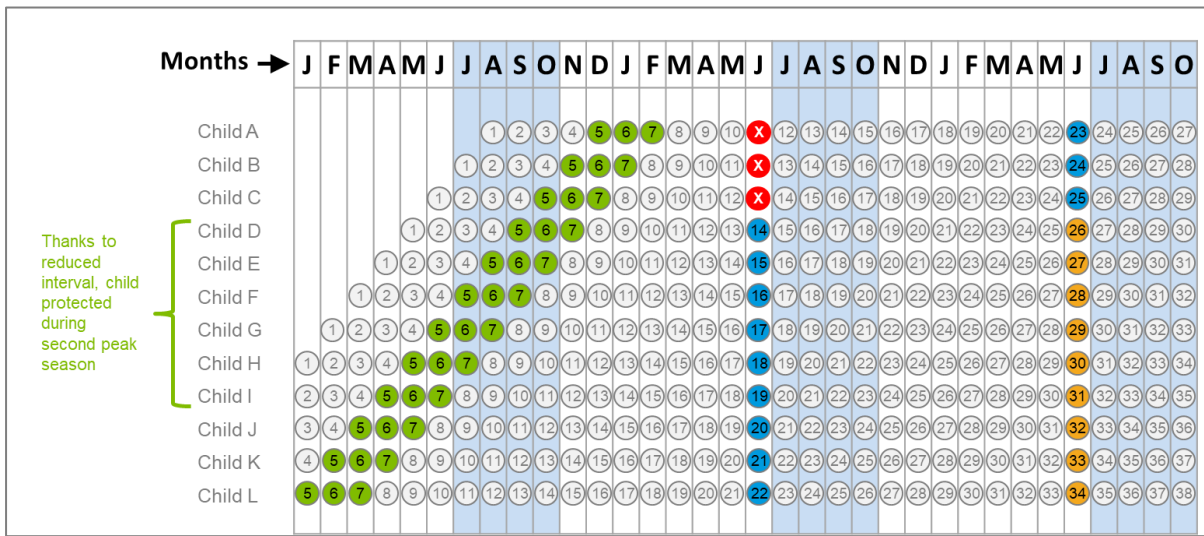 Months → J F M A M J J A S O N D J F M A M J J A S O N D J F M A M J J A S O
Child A 1 2 3 4 5 6 7 8 9 10 X 12 13 14 15 16 17 18 19 20 21 22 23 24 25 26 27
Child B 1 2 3 4 5 6 7 8 9 10 11 X 13 14 15 16 17 18 19 20 21 22 23 24 25 26 27 28
Child C 1 2 3 4 5 6 7 8 9 10 11 12 X 14 15 16 17 18 19 20 21 22 23 24 25 26 27 28 29
Child D 1 2 3 4 5 6 7 8 9 10 11 12 13 14 15 16 17 18 19 20 21 22 23 24 25 26 27 28 29 30
Child E 1 2 3 4 5 6 7 8 9 10 11 12 13 14 15 16 17 18 19 20 21 22 23 24 25 26 27 28 29 30 31
Child F 1 2 3 4 5 6 7 8 9 10 11 12 13 14 15 16 17 18 19 20 21 22 23 24 25 26 27 28 29 30 31 32
Child G 1 2 3 4 5 6 7 8 9 10 11 12 13 14 15 16 17 18 19 20 21 22 23 24 25 26 27 28 29 30 31 32 33
Child H 1 2 3 4 5 6 7 8 9 10 11 12 13 14 15 16 17 18 19 20 21 22 23 24 25 26 27 28 29 30 31 32 33 34
Child I 2 3 4 5 6 7 8 9 10 11 12 13 14 15 16 17 18 19 20 21 22 23 24 25 26 27 28 29 30 31 32 33 34 35
Child J 3 4 5 6 7 8 9 10 11 12 13 14 15 16 17 18 19 20 21 22 23 24 25 26 27 28 29 30 31 32 33 34 35 36
Child K 4 5 6 7 8 9 10 11 12 13 14 15 16 17 18 19 20 21 22 23 24 25 26 27 28 29 30 31 32 33 34 35 36 37
Child L 5 6 7 8 9 10 11 12 13 14 15 16 17 18 19 20 21 22 23 24 25 26 27 28 29 30 31 32 33 34 35 36 37 38
Thanks to
reduced
interval, child
protected
during
second peak
season